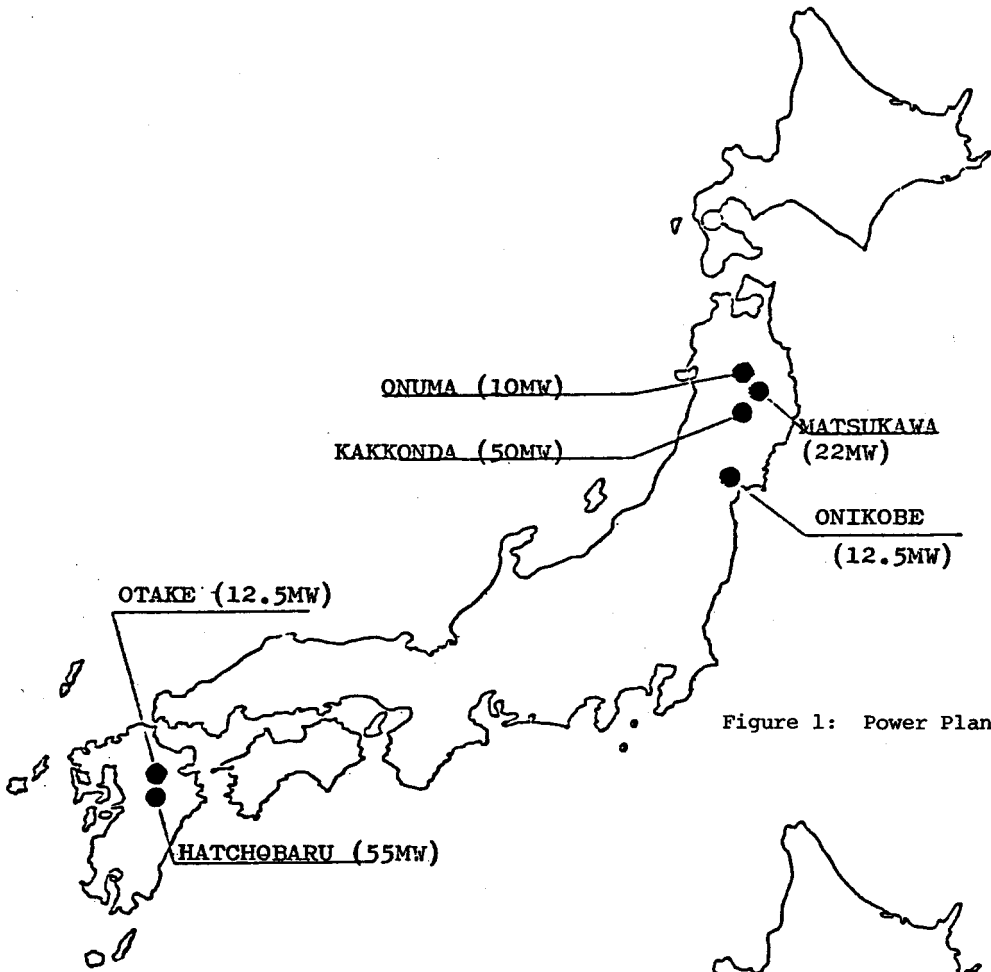 ONUMA (10MW)
KAKKONDA (50MW)
MATSUKAWA
(22MW)
ONIKOBE
(12.5MW)
OTAKE (12.5MW)
Figure 1: Power Plan
HATCHOBARU (55MW)